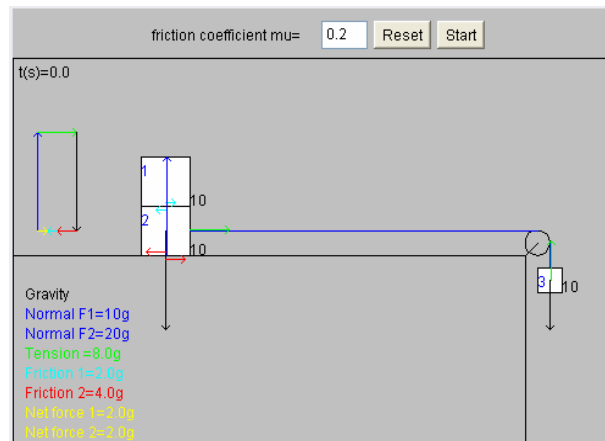 friction coefficient mu= 0.2 Reset Start
t(s)=0.0
1
10
2
10
3 10
Gravity
Normal F1=10g
Normal F2=20g
Tension =8.0g
Friction 1=2.0g
Friction 2=4.0g
Net force 1=2.0g
Net force 2=2.0g